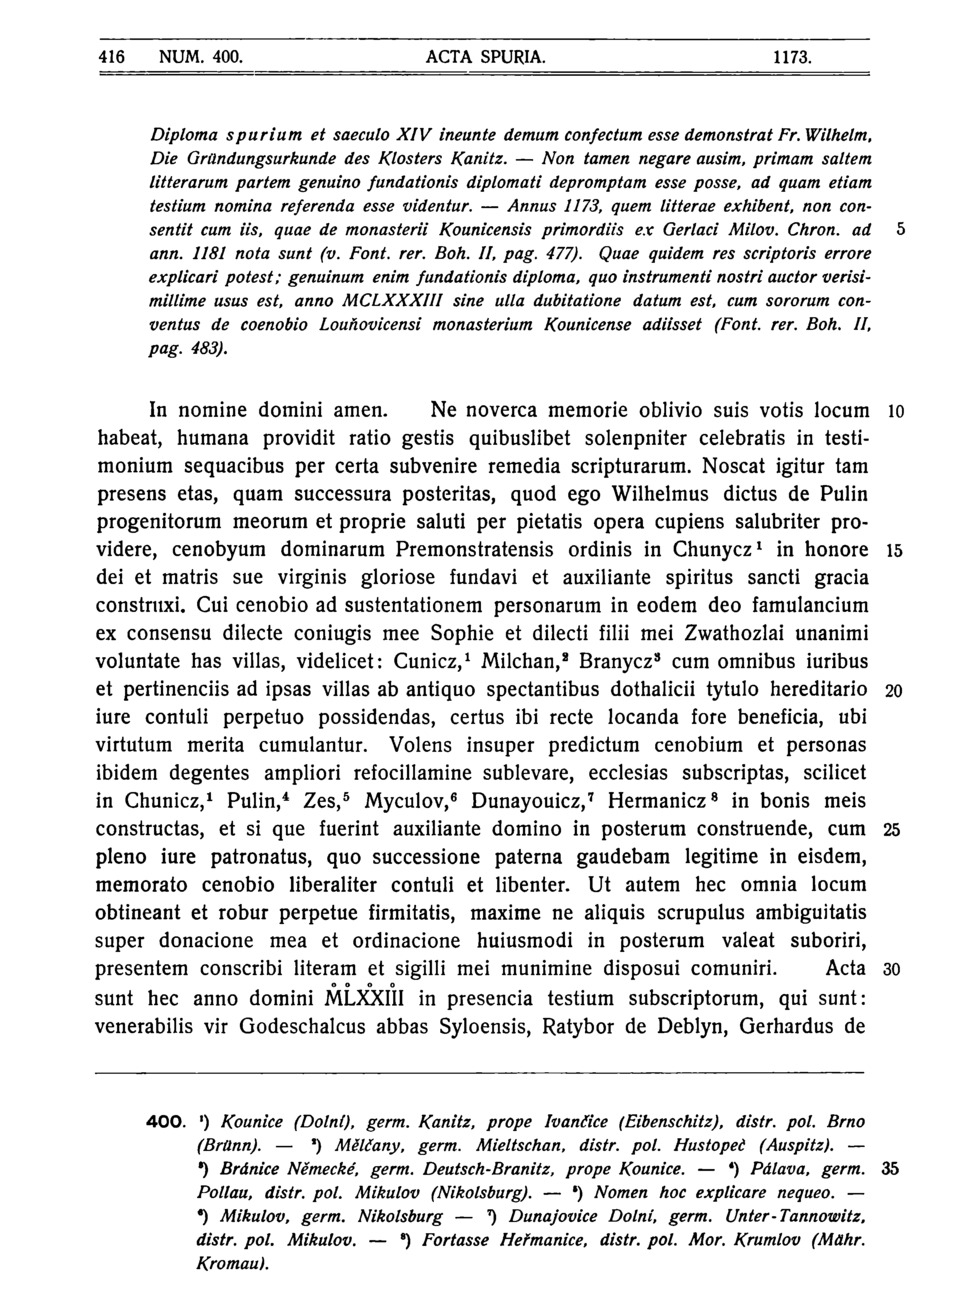 416 NUM. 400. ACTA SPURIA. 1173.
Diploma spurium et saeculo XIV ineunte demum confectum esse demonstrat Fr. Wilhelm,
Die Gründungsurkunde des Klosters Kanitz. — Non tamen negare ausim, primam saltem
litterarum partem genuino fundationis diplomati depromptam esse posse, ad quam etiam
testium nomina referenda esse videntur. — Annus 1173, quem litterae exhibent, non con-
sentit cum iis, quae de monasterii Kounicensis primordiis ex Gerlaci Milov. Chron. ad 5
ann. 1181 nota sunt (v. Font. rer. Boh. II, pag. 477). Quae quidem res scriptoris errore
explicari potest; genuinum enim fundationis diploma, quo instrumenti nostri auctor verisi-
millime usus est, anno MCLXXXIII sine ulla dubitatione datum est, cum sororum con-
ventus de coenobio Louňovicensi monasterium Kounicense adiisset (Font. rer. Boh. II,
pag. 483).
In nomine domini amen. Ne noverca memorie oblivio suis votis locum 10
habeat, humana providit ratio gestis quibuslibet solenpniter celebratis in testi-
monium sequacibus per certa subvenire remedia scripturarum. Noscat igitur tam
presens etas, quam successura posteritas, quod ego Wilhelmus dictus de Pulin
progenitorum meorum et proprie saluti per pietatis opera cupiens salubriter pro-
videre, cenobyum dominarum Premonstratensis ordinis in Chunycz¹ in honore 15
dei et matris sue virginis gloriose fundavi et auxiliante spiritus sancti gracia
construxi. Cui cenobio ad sustentationem personarum in eodem deo famulancium
ex consensu dilecte coniugis mee Sophie et dilecti filii mei Zwathozlai unanimi
voluntate has villas, videlicet: Cunicz,¹ Milchan,² Branycz³ cum omnibus iuribus
et pertinenciis ad ipsas villas ab antiquo spectantibus dothalicii tytulo hereditario 20
iure contuli perpetuo possidendas, certus ibi recte locanda fore beneficia, ubi
virtutum merita cumulantur. Volens insuper predictum cenobium et personas
ibidem degentes ampliori refocillamine sublevare, ecclesias subscriptas, scilicet
in Chunicz,¹ Pulin,⁴ Zes,⁵ Myculov,⁶ Dunayouicz,⁷ Hermanicz⁸ in bonis meis
constructas, et si que fuerint auxiliante domino in posterum construende, cum 25
pleno iure patronatus, quo successione paterna gaudebam legitime in eisdem,
memorato cenobio liberaliter contuli et libenter. Ut autem hec omnia locum
obtineant et robur perpetue firmitatis, maxime ne aliquis scrupulus ambiguitatis
super donacione mea et ordinacione huiusmodi in posterum valeat suboriri,
presentem conscribi literam et sigilli mei munimine disposui comuniri. Acta 30
sunt hec anno domini M̊L̊XX̊III̊ in presencia testium subscriptorum, qui sunt:
venerabilis vir Godeschalcus abbas Syloensis, Ratybor de Deblyn, Gerhardus de
400. ¹) Kounice (Dolní), germ. Kanitz, prope Ivančice (Eibenschitz), distr. pol. Brno
(Brünn). — ²) Mělčany, germ. Mieltschan, distr. pol. Hustopeč (Auspitz). —
³) Bránice Německé, germ. Deutsch-Branitz, prope Kounice. — ⁴) Pálava, germ. 35
Pollau, distr. pol. Mikulov (Nikolsburg). — ⁵) Nomen hoc explicare nequeo. —
⁶) Mikulov, germ. Nikolsburg — ⁷) Dunajovice Dolní, germ. Unter-Tannowitz,
distr. pol. Mikulov. — ⁸) Fortasse Heřmanice, distr. pol. Mor. Krumlov (Mähr.
Kromau).